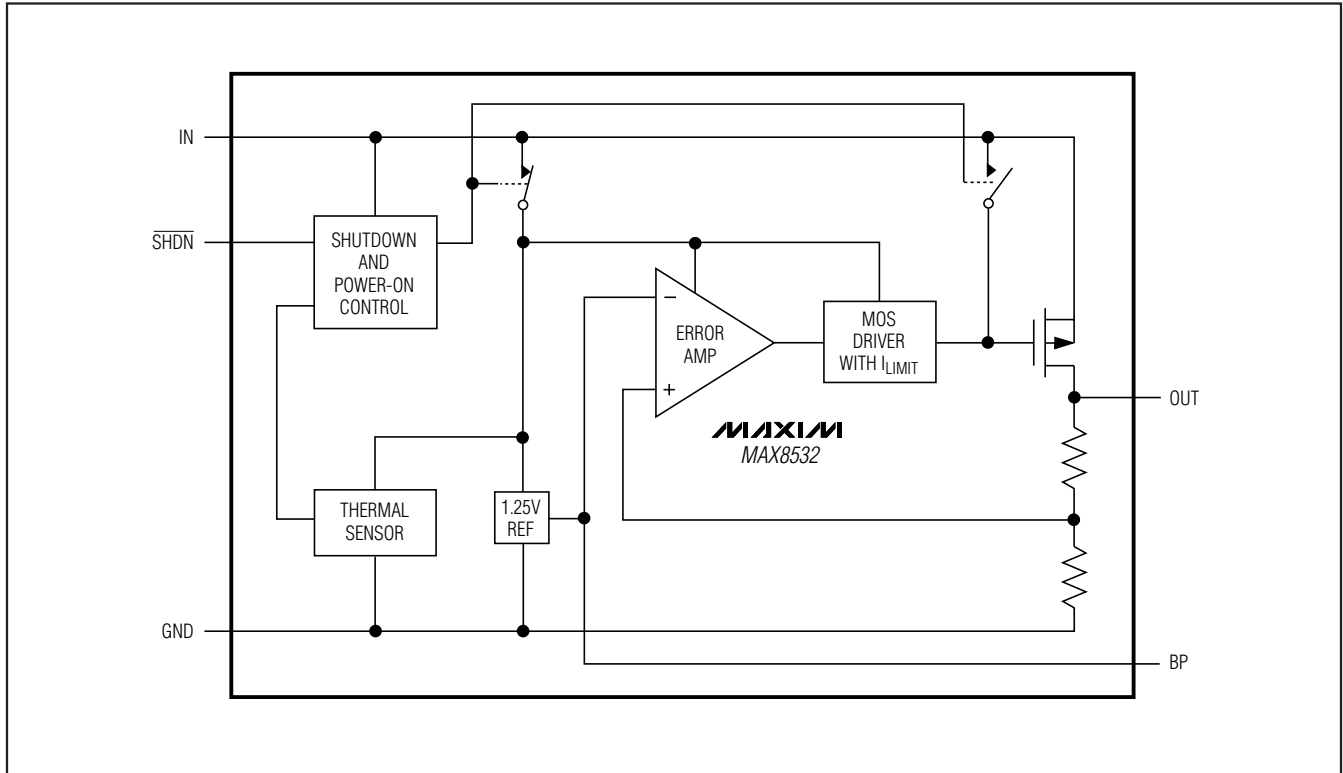 IN
SHDN
SHUTDOWN
AND
POWER-ON
CONTROL
ERROR
AMP
−
+
MOS
DRIVER
WITH ILIMIT
OUT
MAXIM
MAX8532
THERMAL
SENSOR
1.25V
REF
GND
BP